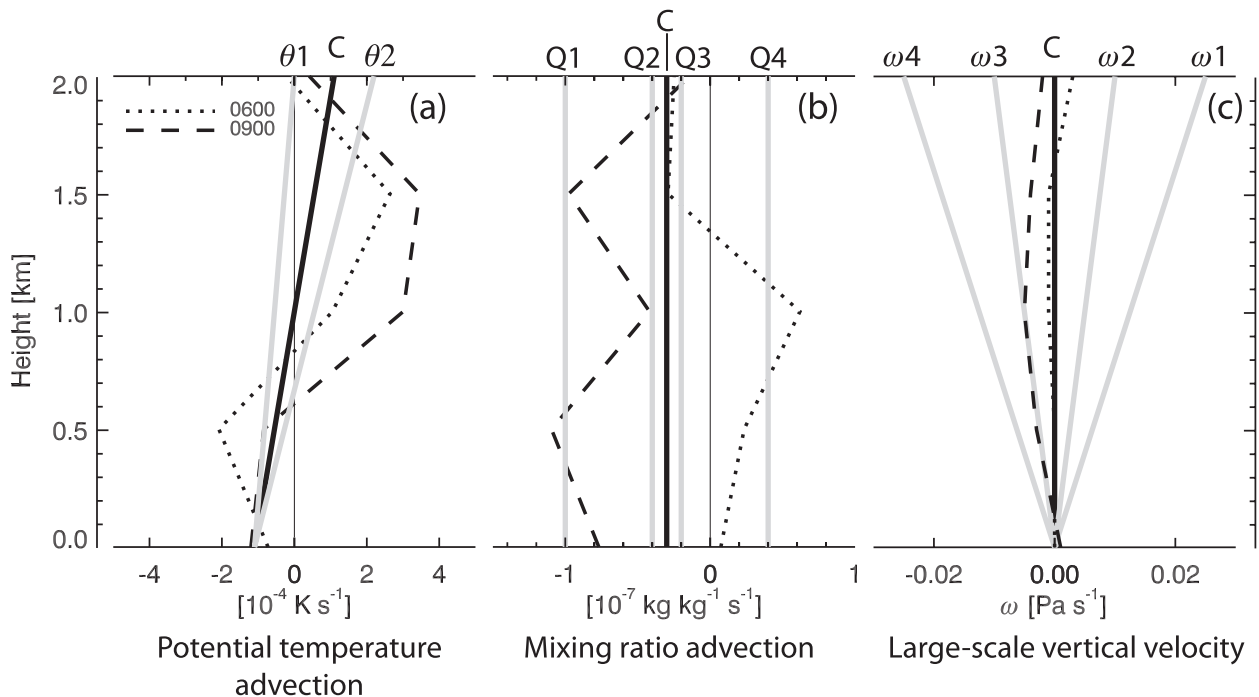 C
θ1 C θ2 Q1 Q2 Q3 Q4 ω4 ω3 C ω2 ω1
2.0 0600 (a) (b) (c)
0900
1.5
Height [km]
1.0
0.5
0.0
-4 -2 0 2 4 -1 0 1 -0.02 0.00 0.02
[10⁻⁴ K s⁻¹] [10⁻⁷ kg kg⁻¹ s⁻¹] ω [Pa s⁻¹]
Potential temperature Mixing ratio advection Large-scale vertical velocity
advection